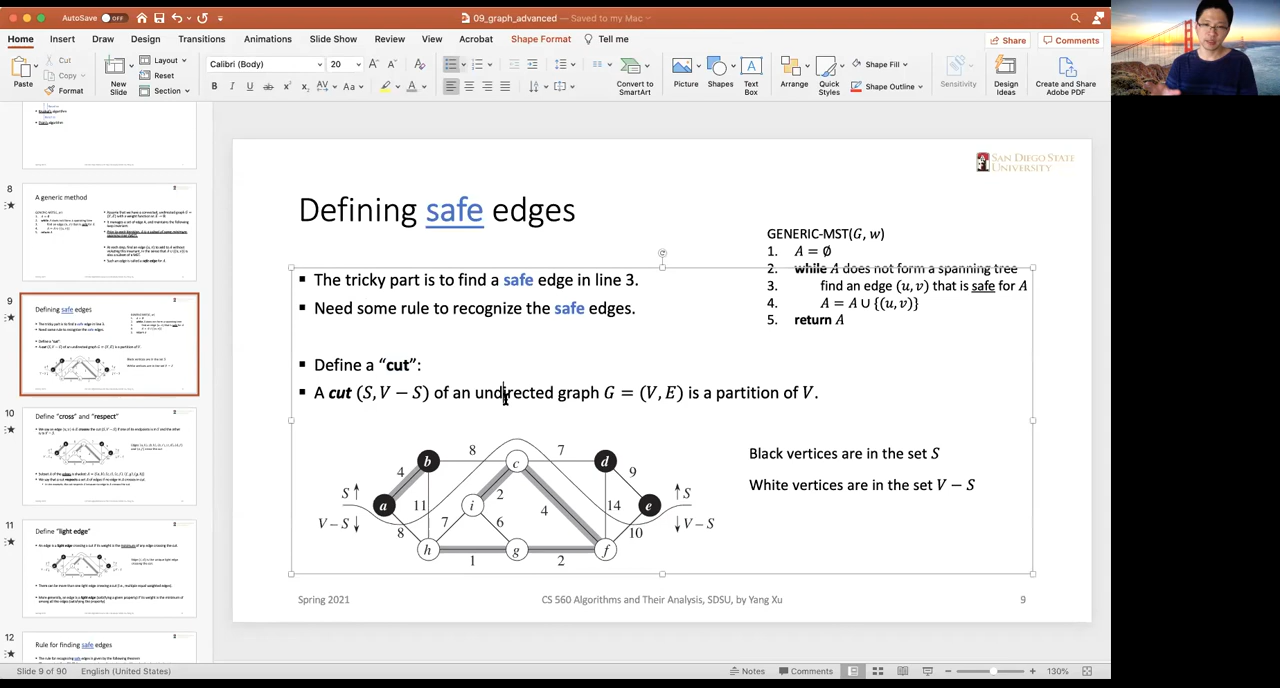 AutoSave OFF
09_graph_advanced — Saved to my Mac
Home Insert Draw Design Transitions Animations Slide Show Review View Acrobat Shape Format Tell me
Share Comments
Paste
Cut
Copy
Format
New Slide
Layout
Reset
Section
Calibri (Body) 20
Convert to SmartArt
Picture
Shapes
Text Box
Arrange
Quick Styles
Shape Fill
Shape Outline
Sensitivity
Design Ideas
Create and Share Adobe PDF
8
A generic method
9
Defining safe edges
10
Define "cross" and "respect"
11
Define "light edge"
12
Rule for finding safe edges
SAN DIEGO STATE
UNIVERSITY
Defining safe edges
GENERIC-MST(G, w)
1. A = ∅
2. while A does not form a spanning tree
3. find an edge (u, v) that is safe for A
4. A = A ∪ {(u, v)}
5. return A
▪ The tricky part is to find a safe edge in line 3.
▪ Need some rule to recognize the safe edges.
▪ Define a “cut”:
▪ A cut (S, V − S) of an undirected graph G = (V, E) is a partition of V.
8 7
b c d
4 9
2
S ↑ a 11 i 4 14 e ↑ S
V − S ↓ 7 6 ↓ V − S
8 10
h g f
1 2
Black vertices are in the set S
White vertices are in the set V − S
Spring 2021
CS 560 Algorithms and Their Analysis, SDSU, by Yang Xu
9
Slide 9 of 90 English (United States)
Notes Comments 130%